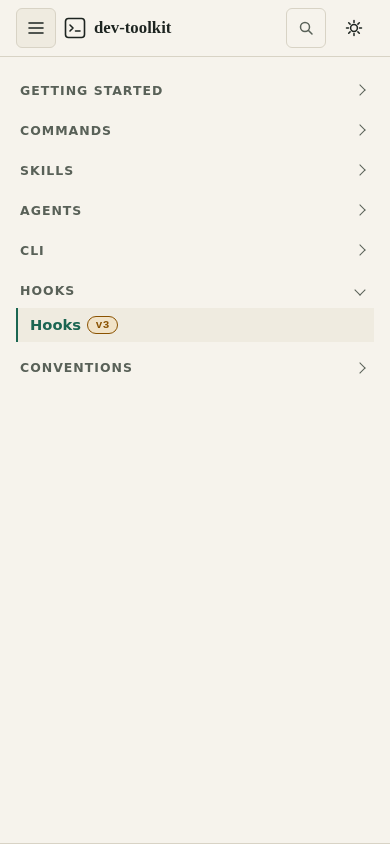 dev-toolkit
GETTING STARTED
COMMANDS
SKILLS
AGENTS
CLI
HOOKS
Hooks v3
CONVENTIONS